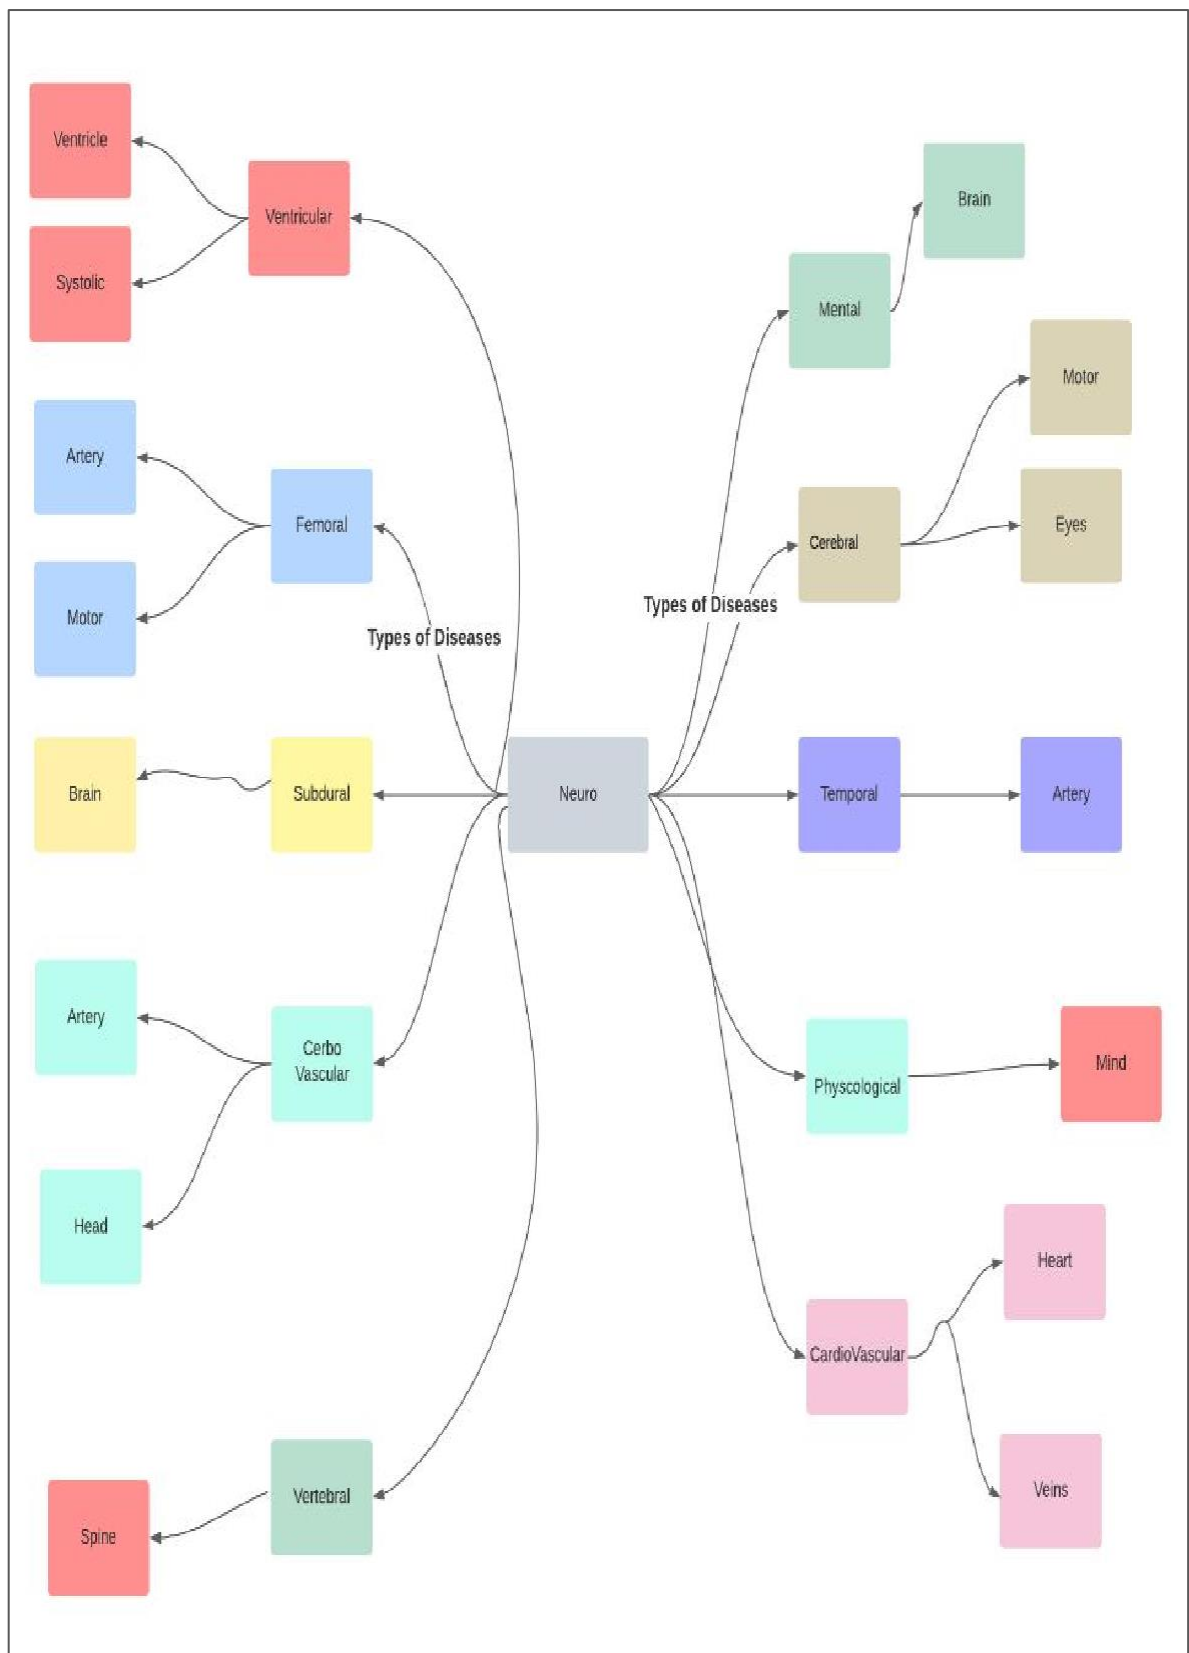 Ventricle
Ventricular
Systolic
Artery
Femoral
Motor
Types of Diseases
Brain
Subdural
Neuro
Artery
Cerbo
Vascular
Head
Vertebral
Spine
Brain
Mental
Motor
Cerebral
Eyes
Types of Diseases
Temporal
Artery
Physcological
Mind
Heart
CardioVascular
Veins